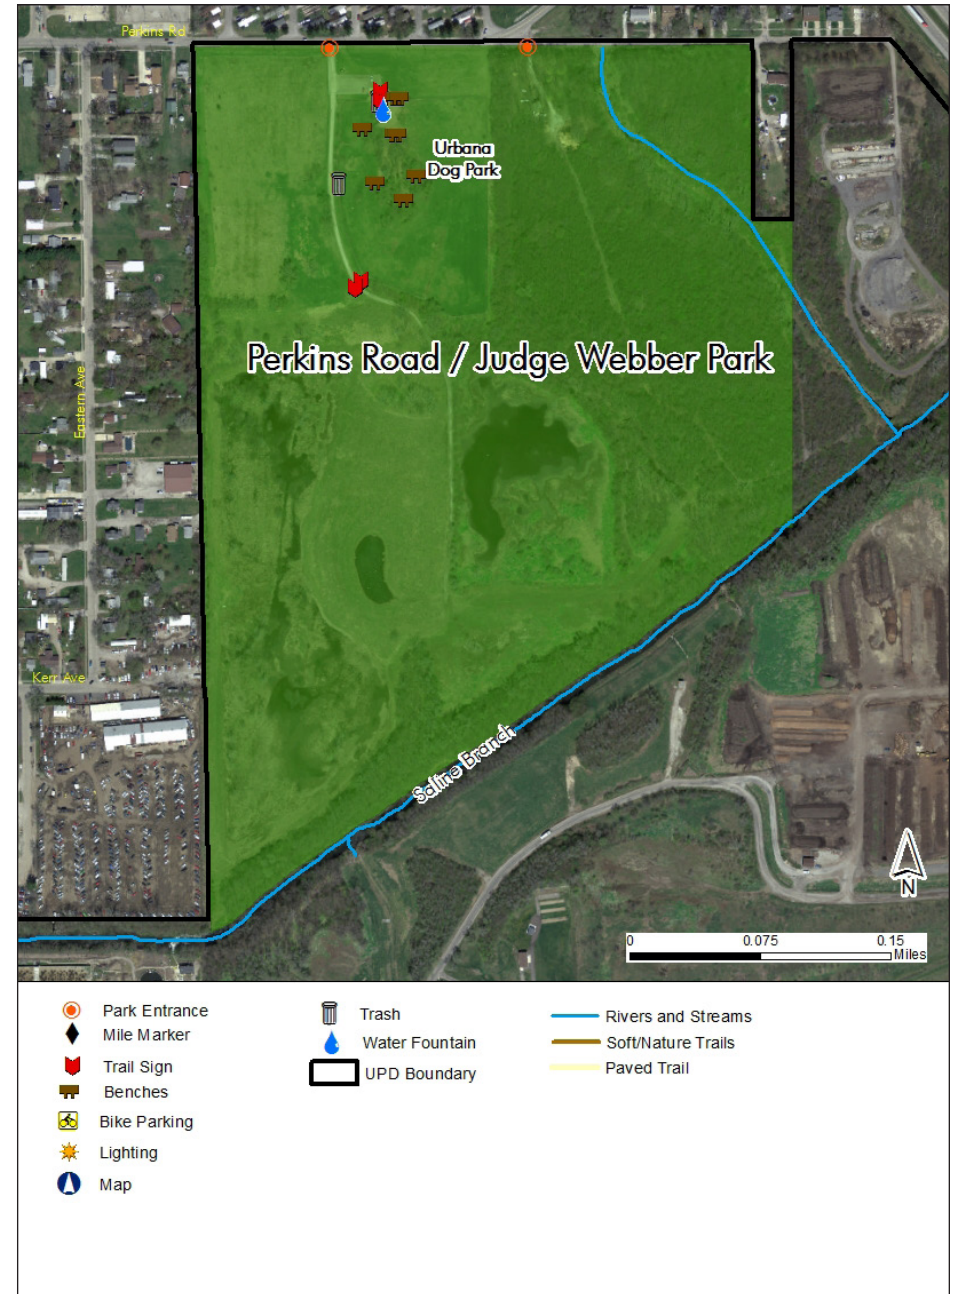 Perkins Rd
Urbana
Dog Park
Perkins Road / Judge Webber Park
Eastern Ave
Kerr Ave
Saline Branch
N
0 0.075 0.15
Miles
Park Entrance
Mile Marker
Trail Sign
Benches
Bike Parking
Lighting
Map
Trash
Water Fountain
UPD Boundary
Rivers and Streams
Soft/Nature Trails
Paved Trail